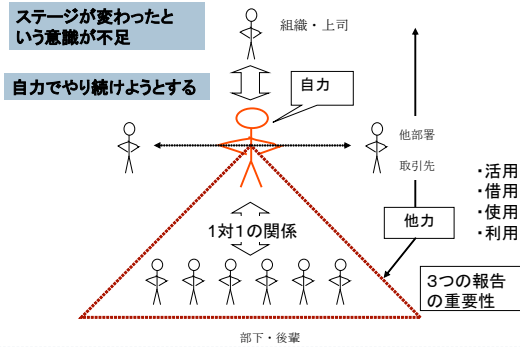 ステージが変わったと
いう意識が不足
組織・上司
自力でやり続けようとする
自力
他部署
取引先
・活用
・借用
・使用
・利用
他力
1対1の関係
3つの報告
の重要性
部下・後輩